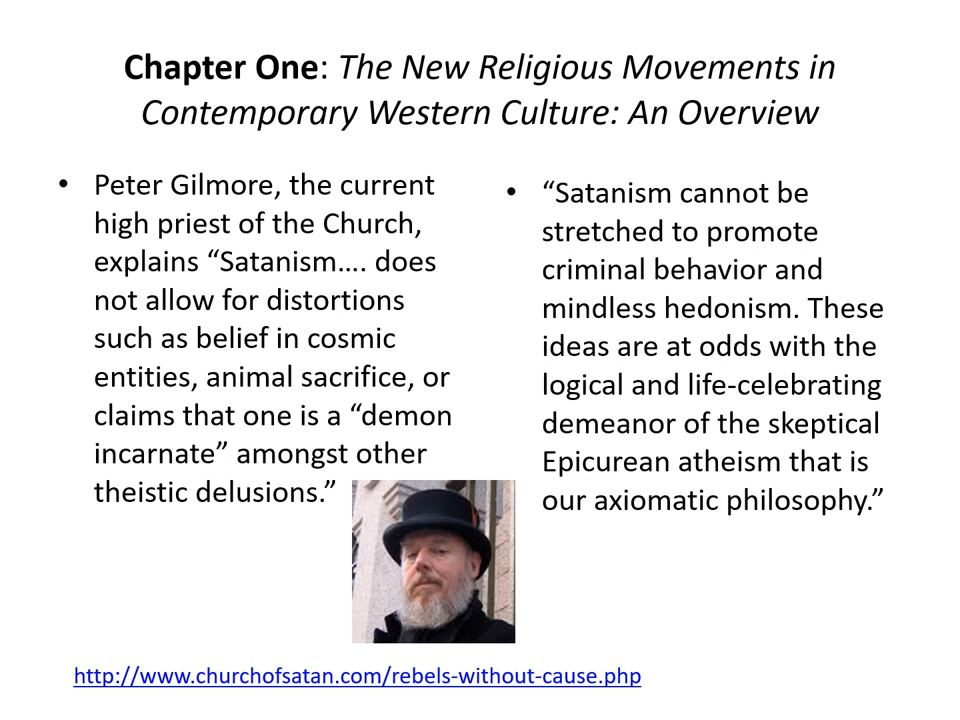 Chapter One: The New Religious Movements in
Contemporary Western Culture: An Overview
• Peter Gilmore, the current
high priest of the Church,
explains “Satanism…. does
not allow for distortions
such as belief in cosmic
entities, animal sacrifice, or
claims that one is a “demon
incarnate” amongst other
theistic delusions.”
• “Satanism cannot be
stretched to promote
criminal behavior and
mindless hedonism. These
ideas are at odds with the
logical and life-celebrating
demeanor of the skeptical
Epicurean atheism that is
our axiomatic philosophy.”
http://www.churchofsatan.com/rebels-without-cause.php